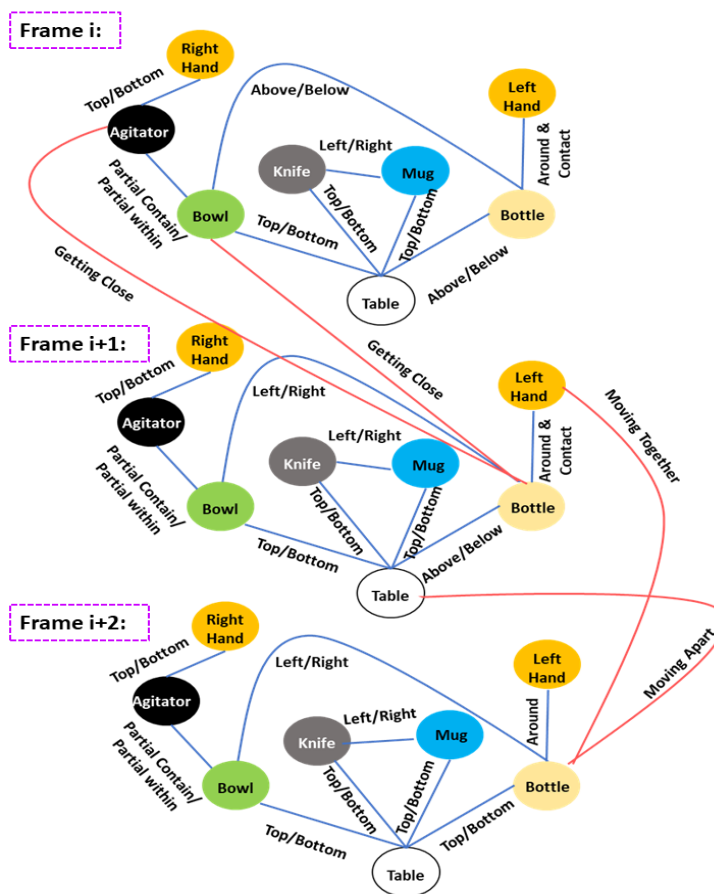 Frame i:
Right
Hand
Top/Bottom
Above/Below
Left
Hand
Agitator
Left/Right
Knife
Mug
Around &
Contact
Partial Contain/
Partial within
Top/Bottom
Top/Bottom
Bowl
Top/Bottom
Bottle
Above/Below
Getting Close
Table
Frame i+1:
Right
Hand
Getting Close
Left
Hand
Top/Bottom
Left/Right
Moving Together
Agitator
Left/Right
Knife
Mug
Around &
Contact
Partial Contain/
Partial within
Top/Bottom
Top/Bottom
Bowl
Bottle
Top/Bottom
Above/Below
Table
Frame i+2:
Right
Hand
Top/Bottom
Left/Right
Left
Hand
Moving Apart
Agitator
Left/Right
Knife
Mug
Around
Partial Contain/
Partial within
Top/Bottom
Top/Bottom
Bowl
Bottle
Top/Bottom
Top/Bottom
Table